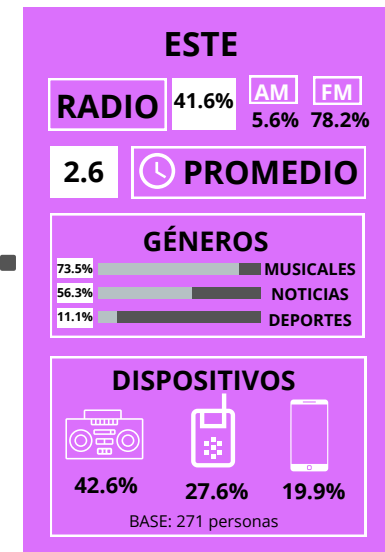 ESTE
RADIO 41.6% AM FM
5.6% 78.2%
2.6 PROMEDIO
GÉNEROS
73.5% MUSICALES
56.3% NOTICIAS
11.1% DEPORTES
DISPOSITIVOS
42.6% 27.6% 19.9%
BASE: 271 personas